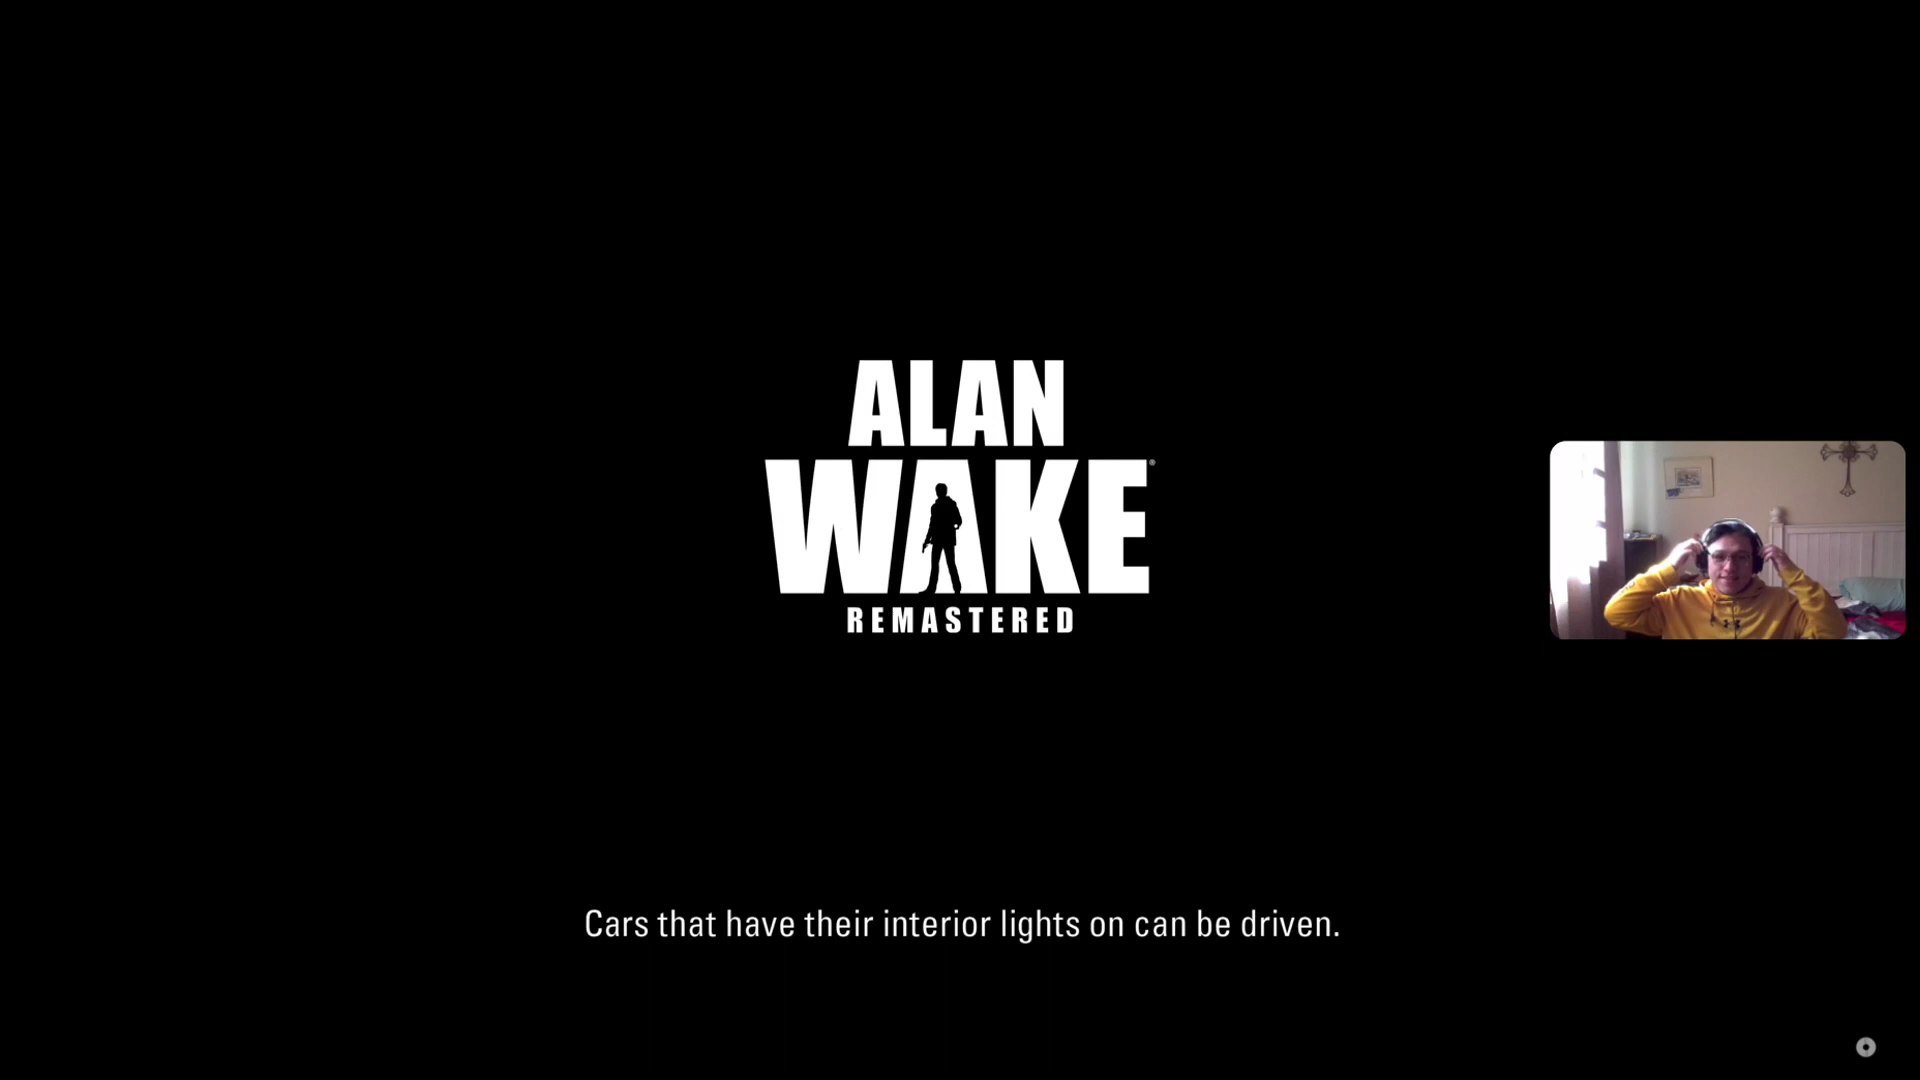 ALAN
WAKE®
REMASTERED
Cars that have their interior lights on can be driven.